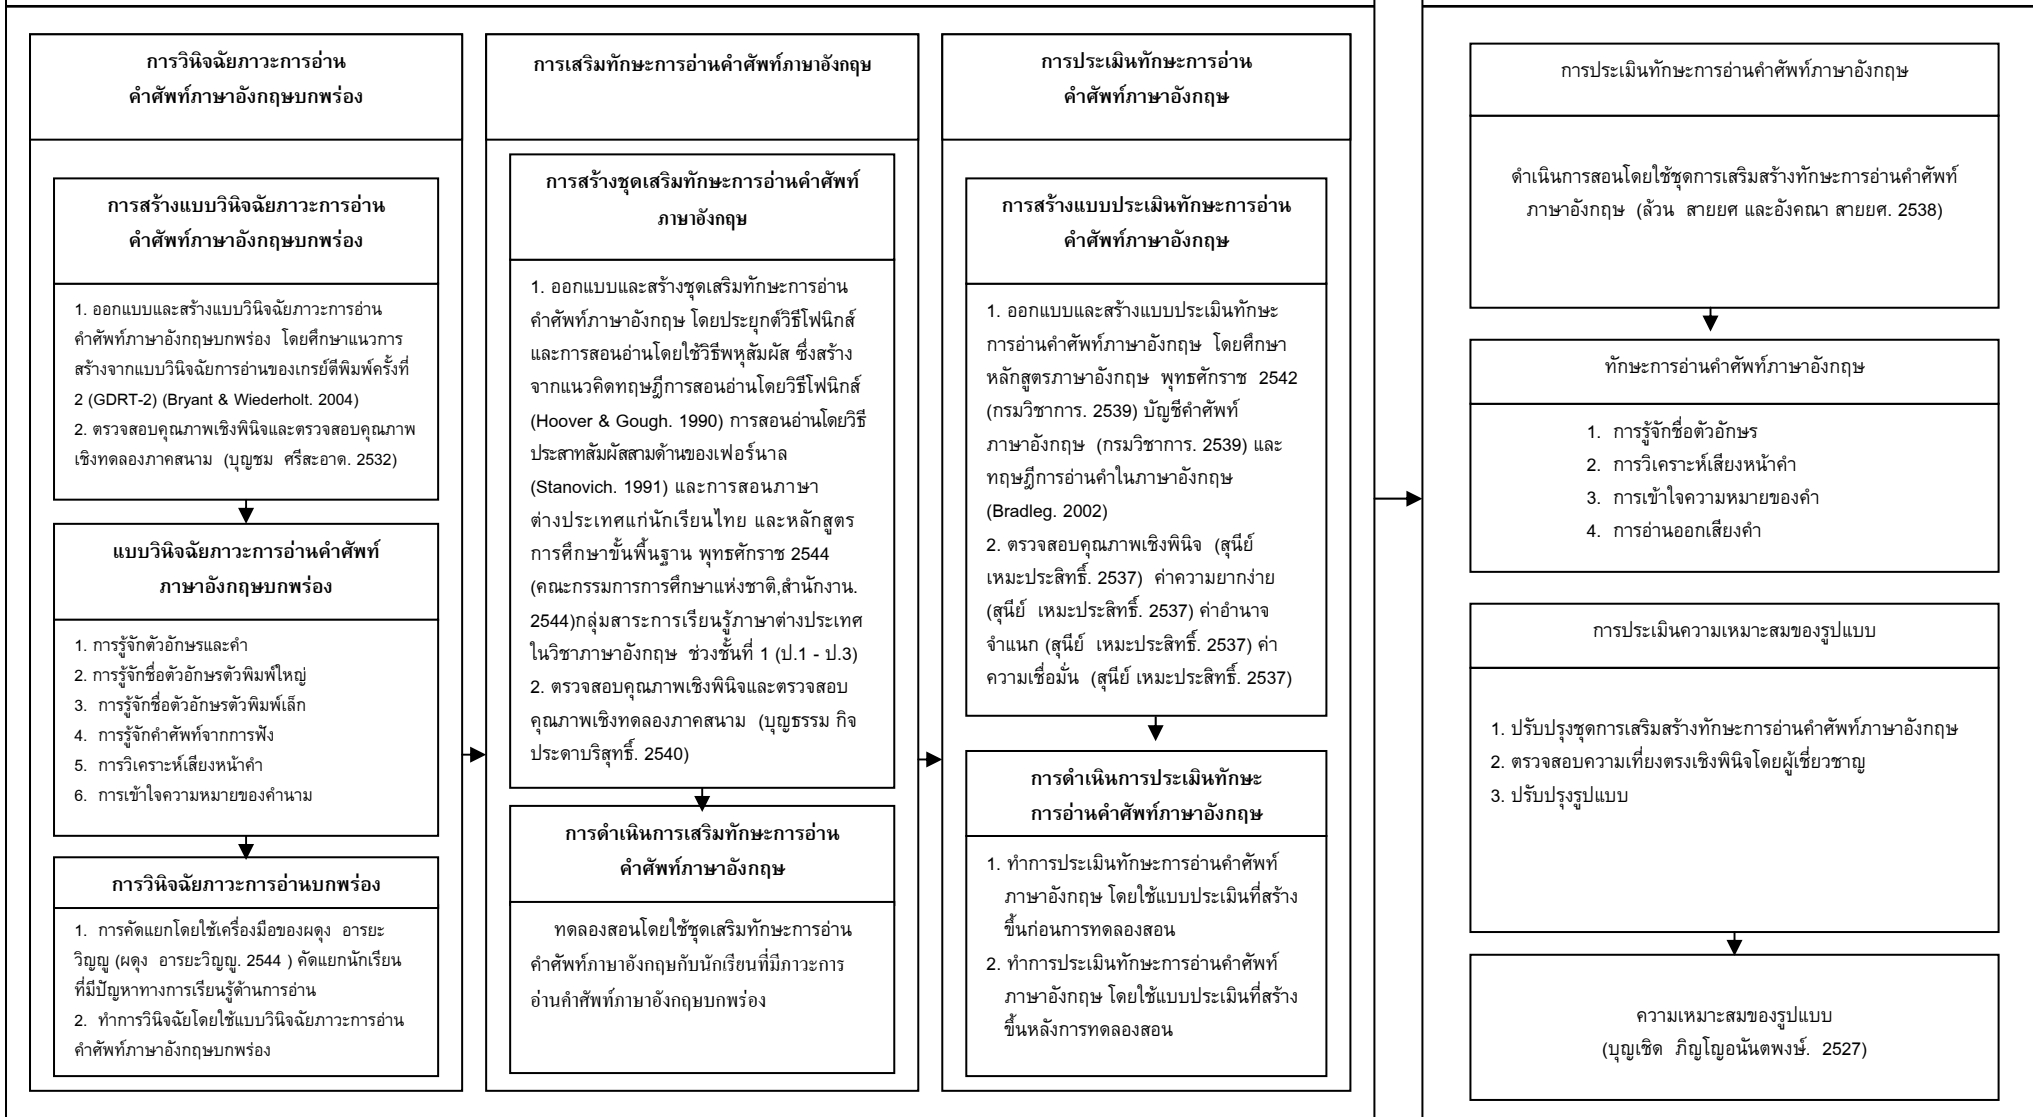 การวินิจฉัยภาวะการอ่าน
คำศัพท์ภาษาอังกฤษบกพร่อง
การสร้างแบบวินิจฉัยภาวะการอ่าน
คำศัพท์ภาษาอังกฤษบกพร่อง
1. ออกแบบและสร้างแบบวินิจฉัยภาวะการอ่าน
คำศัพท์ภาษาอังกฤษบกพร่อง โดยศึกษาแนวการ
สร้างจากแบบวินิจฉัยการอ่านของเกรย์ตีพิมพ์ครั้งที่
2 (GDRT-2) (Bryant & Wiederholt. 2004)
2. ตรวจสอบคุณภาพเชิงพินิจและตรวจสอบคุณภาพ
เชิงทดลองภาคสนาม (บุญชม ศรีสะอาด. 2532)
แบบวินิจฉัยภาวะการอ่านคำศัพท์
ภาษาอังกฤษบกพร่อง
1. การรู้จักตัวอักษรและคำ
2. การรู้จักชื่อตัวอักษรตัวพิมพ์ใหญ่
3. การรู้จักชื่อตัวอักษรตัวพิมพ์เล็ก
4. การรู้จักคำศัพท์จากการฟัง
5. การวิเคราะห์เสียงหน้าคำ
6. การเข้าใจความหมายของคำนาม
การวินิจฉัยภาวะการอ่านบกพร่อง
1. การคัดแยกโดยใช้เครื่องมือของผดุง อารยะ
วิญญู (ผดุง อารยะวิญญู. 2544 ) คัดแยกนักเรียน
ที่มีปัญหาทางการเรียนรู้ด้านการอ่าน
2. ทำการวินิจฉัยโดยใช้แบบวินิจฉัยภาวะการอ่าน
คำศัพท์ภาษาอังกฤษบกพร่อง
การเสริมทักษะการอ่านคำศัพท์ภาษาอังกฤษ
การสร้างชุดเสริมทักษะการอ่านคำศัพท์
ภาษาอังกฤษ
1. ออกแบบและสร้างชุดเสริมทักษะการอ่าน
คำศัพท์ภาษาอังกฤษ โดยประยุกต์วิธีโฟนิกส์
และการสอนอ่านโดยใช้วิธีพหุสัมผัส ซึ่งสร้าง
จากแนวคิดทฤษฎีการสอนอ่านโดยวิธีโฟนิกส์
(Hoover & Gough. 1990) การสอนอ่านโดยวิธี
ประสาทสัมผัสสามด้านของเฟอร์นาล
(Stanovich. 1991) และการสอนภาษา
ต่างประเทศแก่นักเรียนไทย และหลักสูตร
การศึกษาขั้นพื้นฐาน พุทธศักราช 2544
(คณะกรรมการการศึกษาแห่งชาติ,สำนักงาน.
2544)กลุ่มสาระการเรียนรู้ภาษาต่างประเทศ
ในวิชาภาษาอังกฤษ ช่วงชั้นที่ 1 (ป.1 - ป.3)
2. ตรวจสอบคุณภาพเชิงพินิจและตรวจสอบ
คุณภาพเชิงทดลองภาคสนาม (บุญธรรม กิจ
ประดาบริสุทธิ์. 2540)
การดำเนินการเสริมทักษะการอ่าน
คำศัพท์ภาษาอังกฤษ
ทดลองสอนโดยใช้ชุดเสริมทักษะการอ่าน
คำศัพท์ภาษาอังกฤษกับนักเรียนที่มีภาวะการ
อ่านคำศัพท์ภาษาอังกฤษบกพร่อง
การประเมินทักษะการอ่าน
คำศัพท์ภาษาอังกฤษ
การสร้างแบบประเมินทักษะการอ่าน
คำศัพท์ภาษาอังกฤษ
1. ออกแบบและสร้างแบบประเมินทักษะ
การอ่านคำศัพท์ภาษาอังกฤษ โดยศึกษา
หลักสูตรภาษาอังกฤษ พุทธศักราช 2542
(กรมวิชาการ. 2539) บัญชีคำศัพท์
ภาษาอังกฤษ (กรมวิชาการ. 2539) และ
ทฤษฎีการอ่านคำในภาษาอังกฤษ
(Bradleg. 2002)
2. ตรวจสอบคุณภาพเชิงพินิจ (สุนีย์
เหมะประสิทธิ์. 2537) ค่าความยากง่าย
(สุนีย์ เหมะประสิทธิ์. 2537) ค่าอำนาจ
จำแนก (สุนีย์ เหมะประสิทธิ์. 2537) ค่า
ความเชื่อมั่น (สุนีย์ เหมะประสิทธิ์. 2537)
การดำเนินการประเมินทักษะ
การอ่านคำศัพท์ภาษาอังกฤษ
1. ทำการประเมินทักษะการอ่านคำศัพท์
ภาษาอังกฤษ โดยใช้แบบประเมินที่สร้าง
ขึ้นก่อนการทดลองสอน
2. ทำการประเมินทักษะการอ่านคำศัพท์
ภาษาอังกฤษ โดยใช้แบบประเมินที่สร้าง
ขึ้นหลังการทดลองสอน
การประเมินทักษะการอ่านคำศัพท์ภาษาอังกฤษ
ดำเนินการสอนโดยใช้ชุดการเสริมสร้างทักษะการอ่านคำศัพท์
ภาษาอังกฤษ (ล้วน สายยศ และอังคณา สายยศ. 2538)
ทักษะการอ่านคำศัพท์ภาษาอังกฤษ
1. การรู้จักชื่อตัวอักษร
2. การวิเคราะห์เสียงหน้าคำ
3. การเข้าใจความหมายของคำ
4. การอ่านออกเสียงคำ
การประเมินความเหมาะสมของรูปแบบ
1. ปรับปรุงชุดการเสริมสร้างทักษะการอ่านคำศัพท์ภาษาอังกฤษ
2. ตรวจสอบความเที่ยงตรงเชิงพินิจโดยผู้เชี่ยวชาญ
3. ปรับปรุงรูปแบบ
ความเหมาะสมของรูปแบบ
(บุญเชิด ภิญโญอนันตพงษ์. 2527)